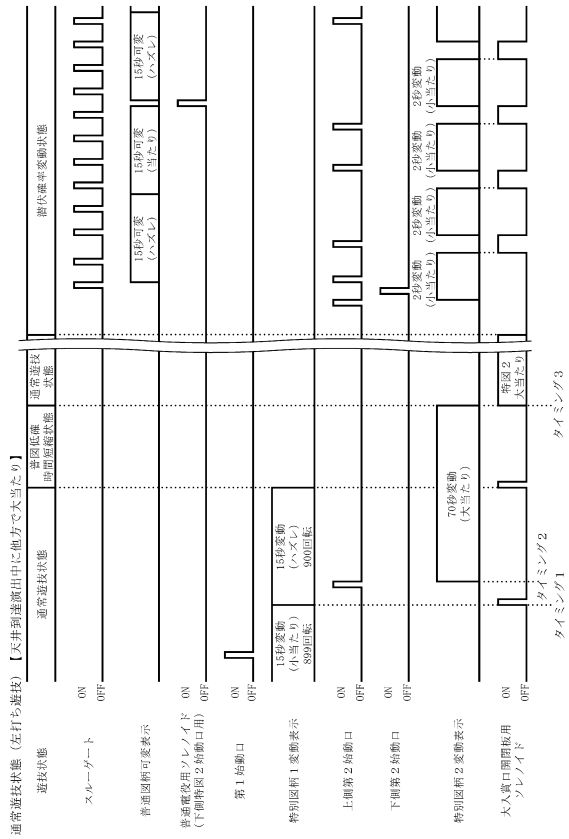 通常遊技状態（左打ち遊技）【天井到達演出中に他方で大当たり】
遊技状態
通常遊技状態
普図低確
時間短縮状態
通常遊技
状態
潜伏確率変動状態
スルーゲート
ON
OFF
普通図柄可変表示
15秒可変
（ハズレ）
15秒可変
（当たり）
15秒可変
（ハズレ）
普通電役用ソレノイド
（下側特図２始動口用）
ON
OFF
第１始動口
ON
OFF
特別図柄１変動表示
15秒変動
（小当たり）
899回転
15秒変動
（ハズレ）
900回転
上側第２始動口
ON
OFF
下側第２始動口
ON
OFF
特別図柄２変動表示
70秒変動
（大当たり）
2秒変動
（小当たり）
2秒変動
（小当たり）
2秒変動
（小当たり）
2秒変動
（小当たり）
大入賞口開閉板用
ソレノイド
ON
OFF
特図２
大当たり
タイミング１
タイミング２
タイミング３